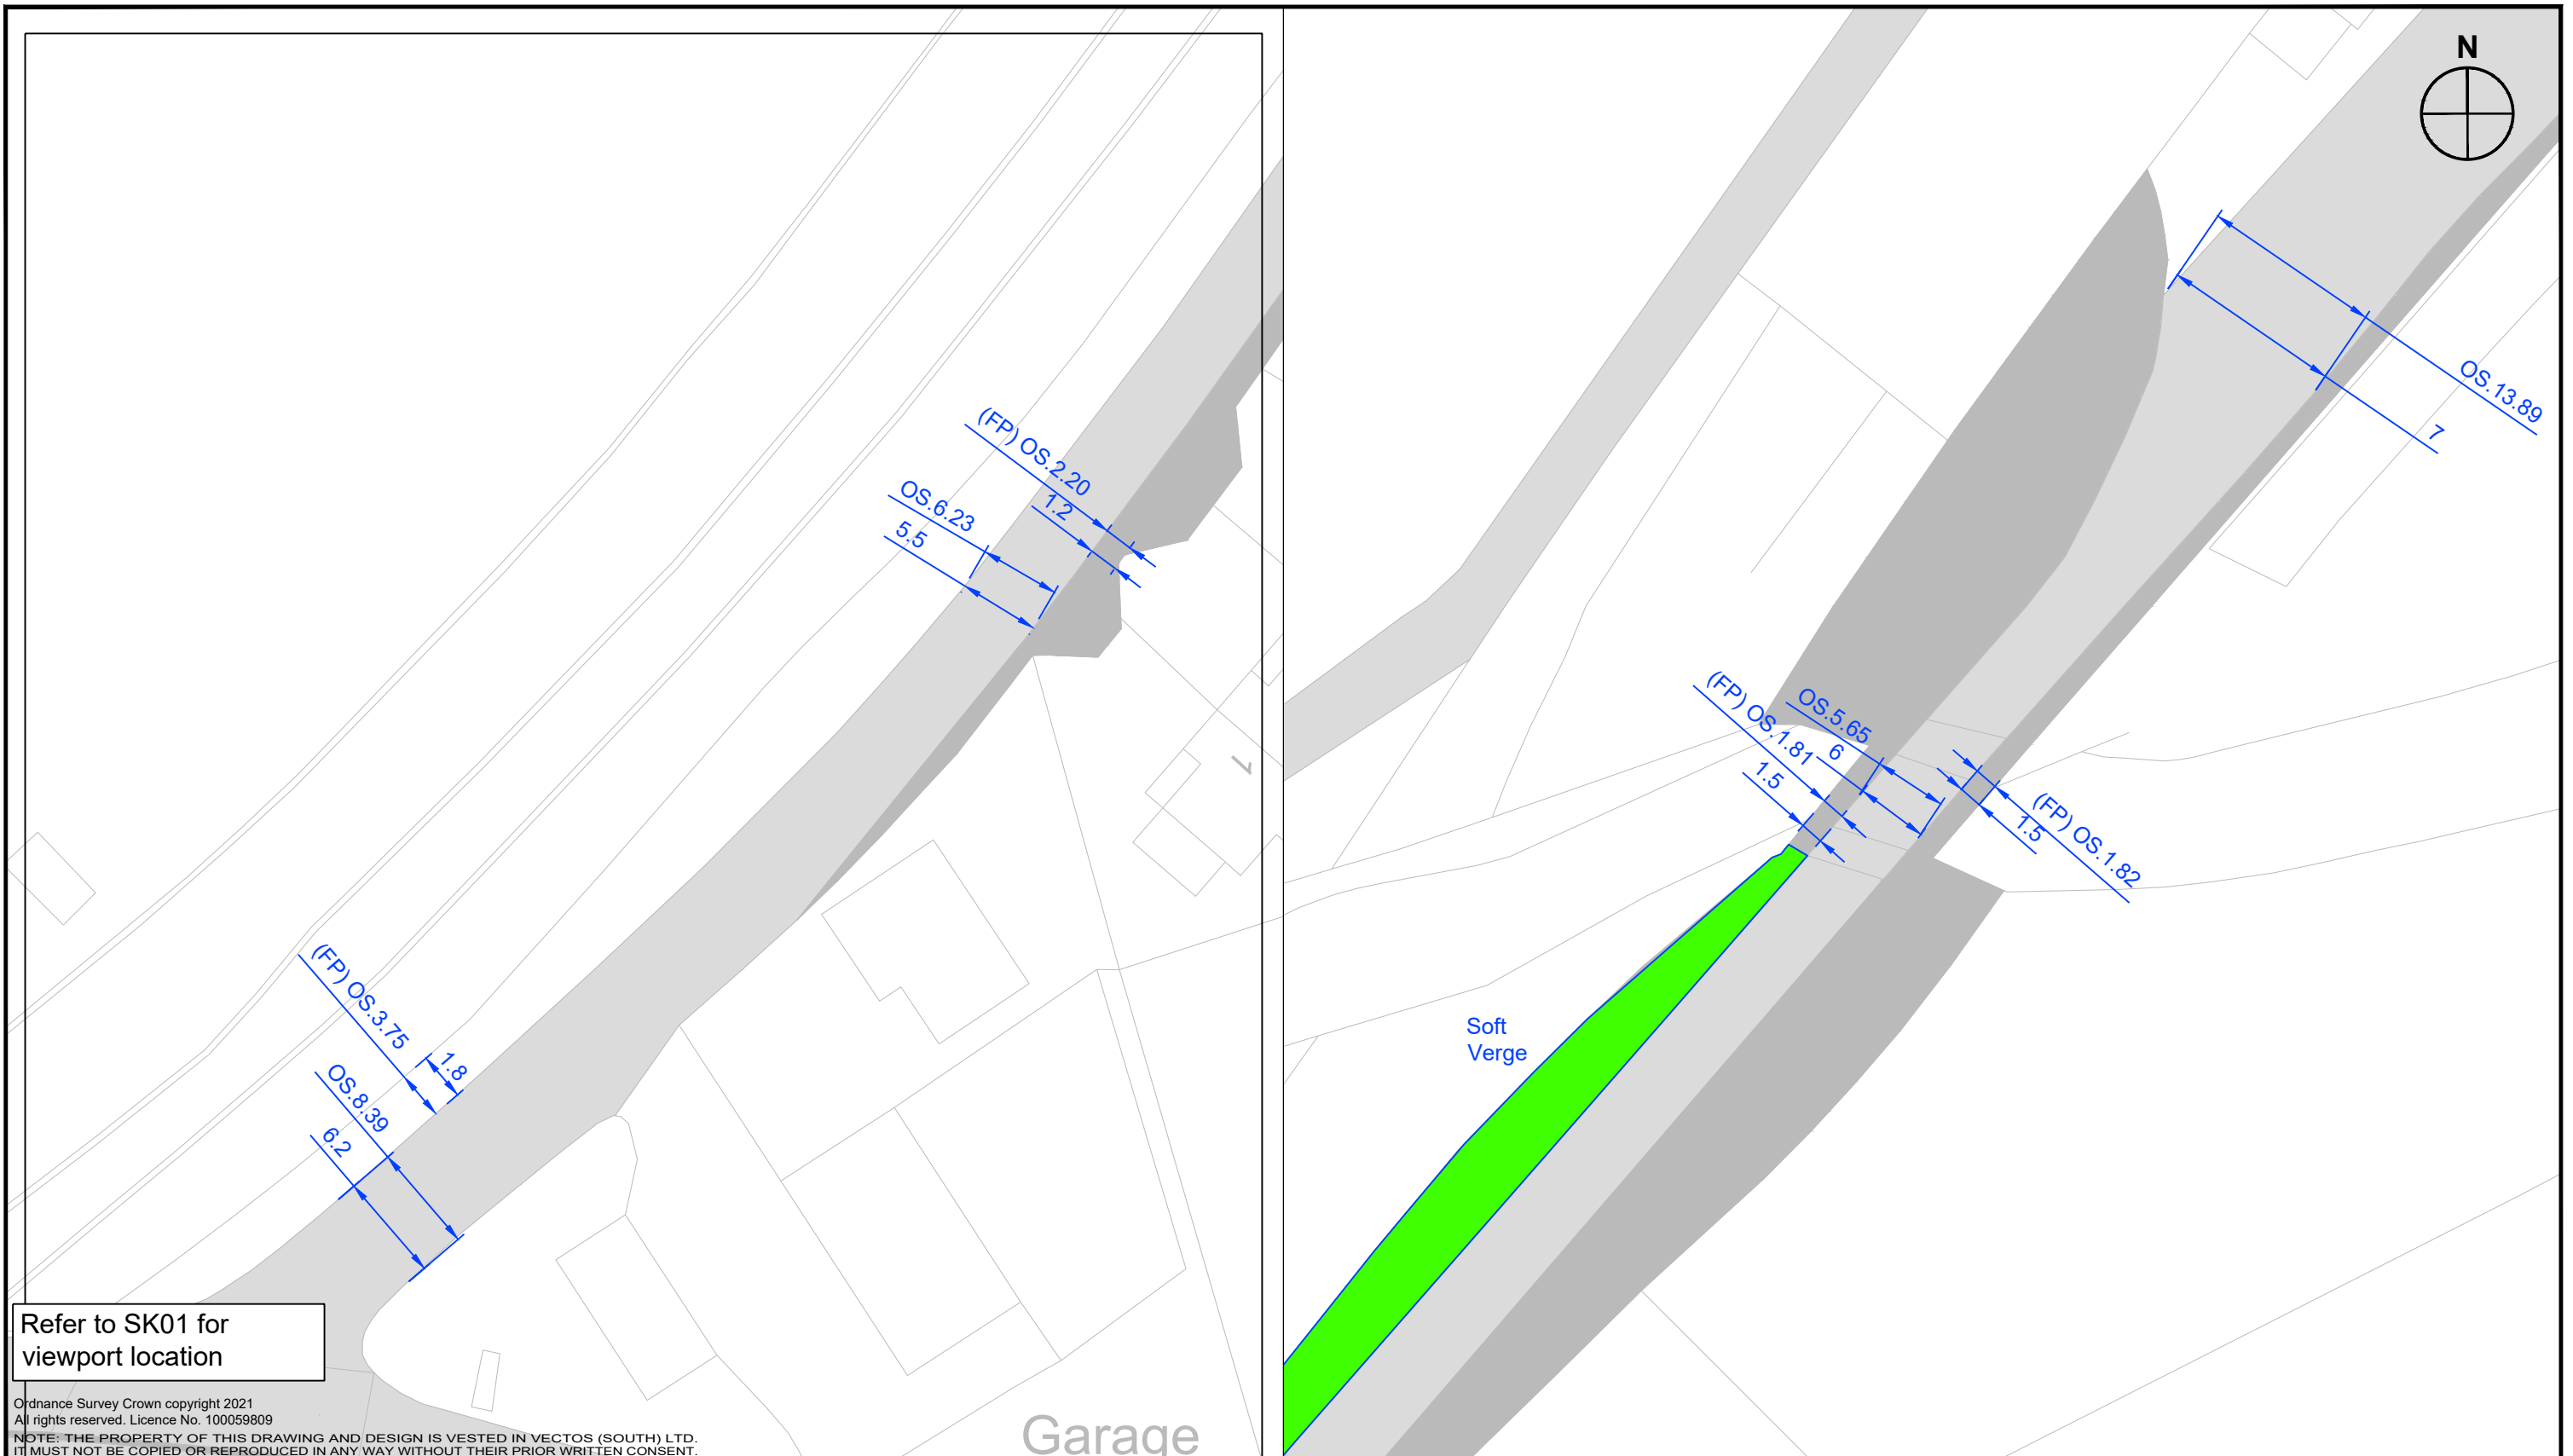 N
OS.13.89
7
(FP) OS.2.20
1.2
OS.6.23
5.5
(FP) OS.1.81
1.5
OS.5.65
6
(FP) OS.1.82
1.5
7
(FP) OS.3.75
1.8
OS.8.39
6.2
Soft
Verge
Refer to SK01 for
viewport location
Ordnance Survey Crown copyright 2021
All rights reserved. Licence No. 100059809
NOTE: THE PROPERTY OF THIS DRAWING AND DESIGN IS VESTED IN VECTOS (SOUTH) LTD.
IT MUST NOT BE COPIED OR REPRODUCED IN ANY WAY WITHOUT THEIR PRIOR WRITTEN CONSENT.
Garage